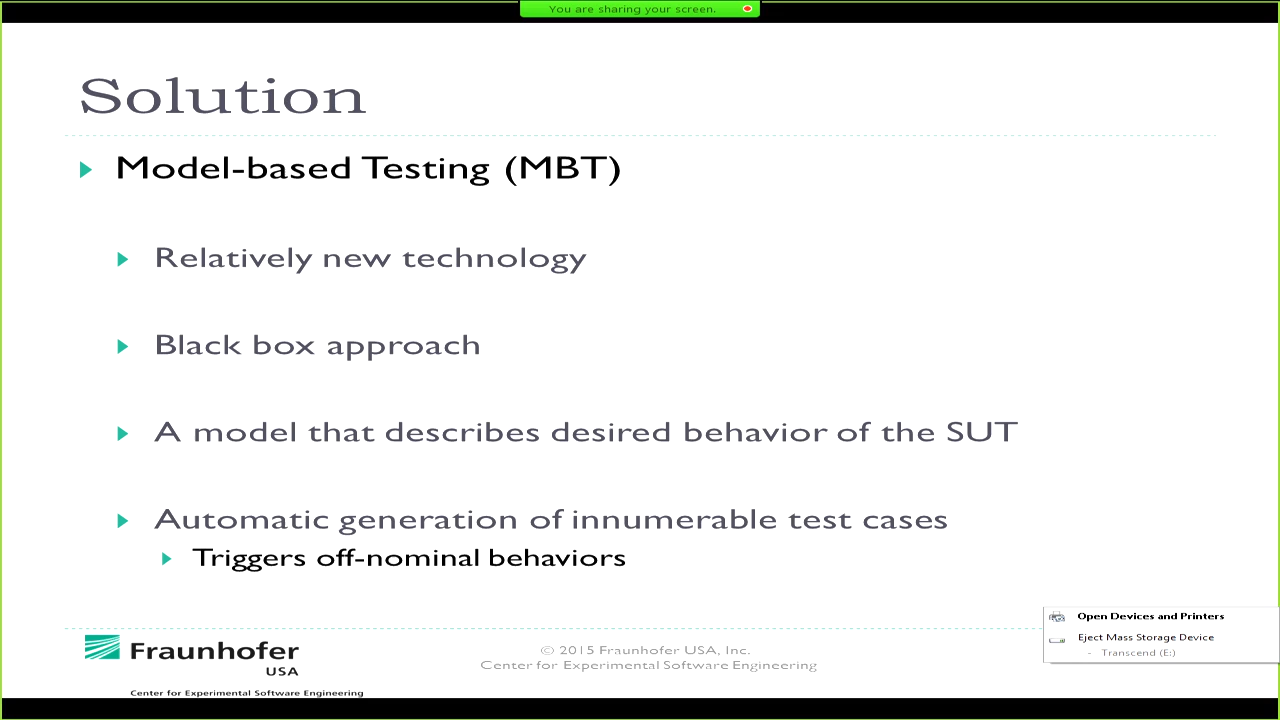 You are sharing your screen.
Solution
Model-based Testing (MBT)
Relatively new technology
Black box approach
A model that describes desired behavior of the SUT
Automatic generation of innumerable test cases
Triggers off-nominal behaviors
Open Devices and Printers
Eject Mass Storage Device
- Transcend (E:)
Fraunhofer
USA
Center for Experimental Software Engineering
© 2015 Fraunhofer USA, Inc.
Center for Experimental Software Engineering